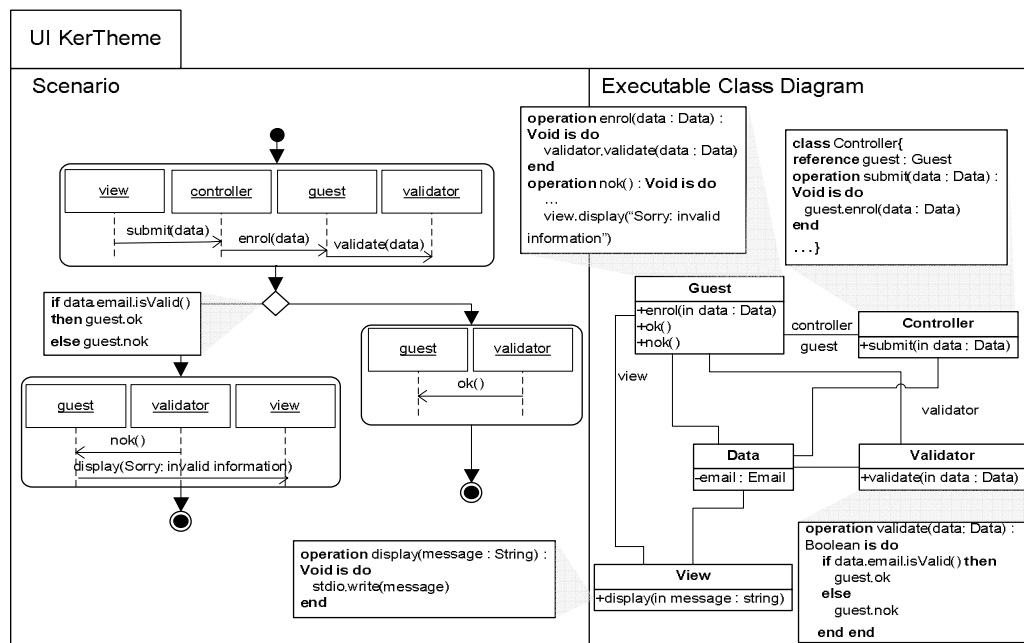 UI KerTheme
Scenario
view
controller
guest
validator
submit(data)
enrol(data)
validate(data)
if data.email.isValid()
then guest.ok
else guest.nok
guest
validator
ok()
guest
validator
view
nok()
display(Sorry: invalid information)
Executable Class Diagram
operation enrol(data : Data) :
Void is do
validator.validate(data : Data)
end
operation nok() : Void is do
...
view.display("Sorry: invalid
information")
class Controller{
reference guest : Guest
operation submit(data : Data) :
Void is do
guest.enrol(data : Data)
end
...}
Guest
+enrol(in data : Data)
+ok()
+nok()
controller
guest
Controller
+submit(in data : Data)
view
validator
Data
-email : Email
Validator
+validate(in data : Data)
operation display(message : String) :
Void is do
stdio.write(message)
end
View
+display(in message : string)
operation validate(data: Data) :
Boolean is do
if data.email.isValid() then
guest.ok
else
guest.nok
end end